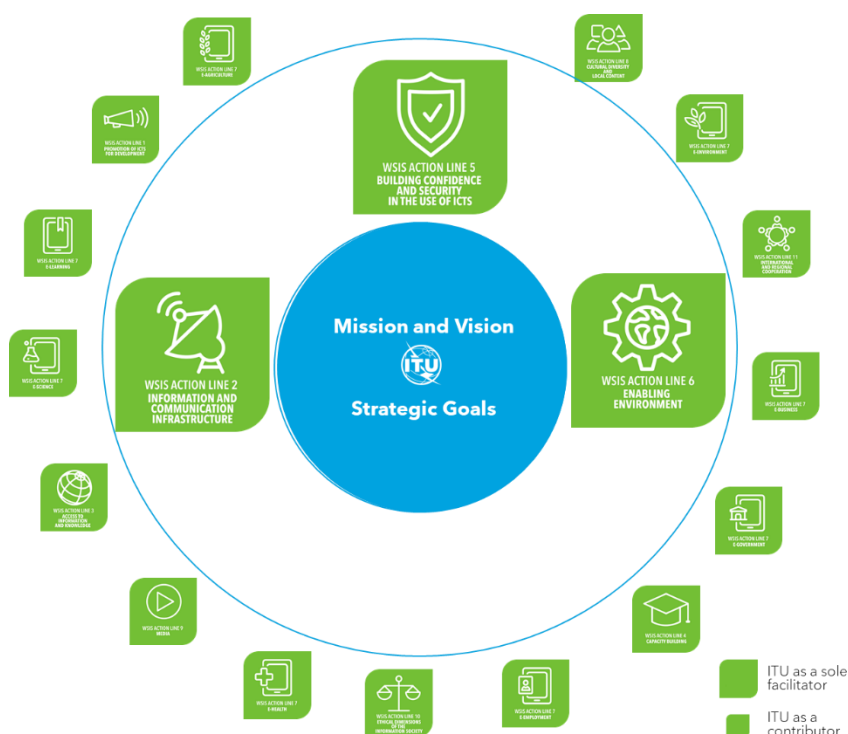 WSIS ACTION LINE 7
E-AGRICULTURE
WSIS ACTION LINE 8
CULTURAL DIVERSITY
AND
LOCAL CONTENT
WSIS ACTION LINE 1
PROMOTION OF ICTS
FOR DEVELOPMENT
WSIS ACTION LINE 5
BUILDING CONFIDENCE
AND SECURITY
IN THE USE OF ICTS
WSIS ACTION LINE 7
E-ENVIRONMENT
WSIS ACTION LINE 7
E-LEARNING
WSIS ACTION LINE 11
INTERNATIONAL
AND REGIONAL
COOPERATION
WSIS ACTION LINE 2
INFORMATION AND
COMMUNICATION
INFRASTRUCTURE
Mission and Vision
ITU
Strategic Goals
WSIS ACTION LINE 6
ENABLING
ENVIRONMENT
WSIS ACTION LINE 7
E-SCIENCE
WSIS ACTION LINE 7
E-BUSINESS
WSIS ACTION LINE 3
ACCESS TO
INFORMATION
AND KNOWLEDGE
WSIS ACTION LINE 7
E-GOVERNMENT
WSIS ACTION LINE 9
MEDIA
WSIS ACTION LINE 4
CAPACITY BUILDING
WSIS ACTION LINE 7
E-HEALTH
WSIS ACTION LINE 10
ETHICAL DIMENSIONS
OF THE
INFORMATION SOCIETY
WSIS ACTION LINE 7
E-EMPLOYMENT
ITU as a sole
facilitator
ITU as a
contributor